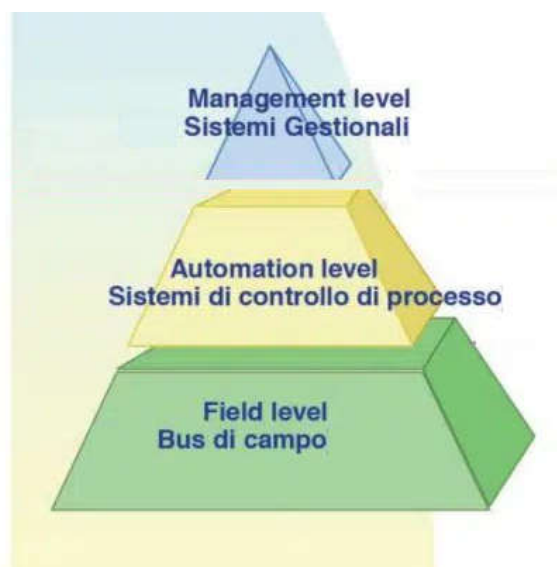 Management level
Sistemi Gestionali
Automation level
Sistemi di controllo di processo
Field level
Bus di campo